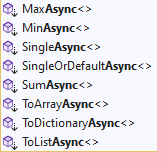 MaxAsync<>
MinAsync<>
SingleAsync<>
SingleOrDefaultAsync<>
SumAsync<>
ToArrayAsync<>
ToDictionaryAsync<>
ToListAsync<>